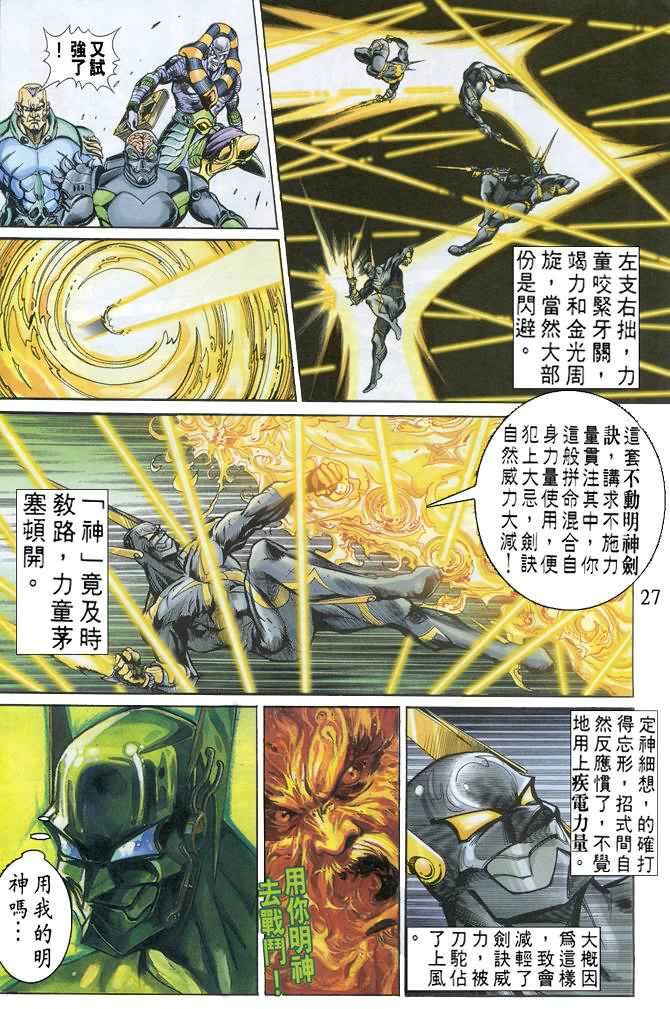 又試
強了
！
左支右拙，力
童咬緊牙關，
竭力和金光周
旋，當然大部
份是閃避。
這套不動明神劍
訣，講求不施力
量貫注其中，你
這般拼命混合自
身力量使用，便
犯上大忌，劍訣
自然威力大減！
「神」竟及時
敎路，力童茅
塞頓開。
27
定神細想，的確打
得忘形，招式間自
然反應慣了，不覺
地用上疾電力量。
大槪因
為這樣
，致會
減輕了
劍訣威
力，被
刀駝佔
了上風
。
用你明神
去戰鬥！
用我的明
神嗎…